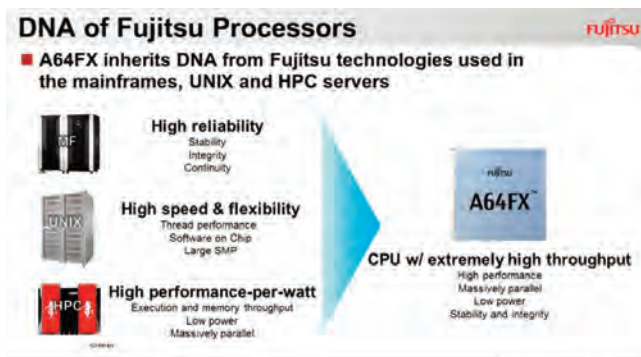 DNA of Fujitsu Processors
FUJITSU
A64FX inherits DNA from Fujitsu technologies used in
the mainframes, UNIX and HPC servers
MF
High reliability
Stability
Integrity
Continuity
UNIX
High speed & flexibility
Thread performance
Software on Chip
Large SMP
HPC
High performance-per-watt
Execution and memory throughput
Low power
Massively parallel
FUJITSU
A64FX™
CPU w/ extremely high throughput
High performance
Massively parallel
Low power
Stability and integrity